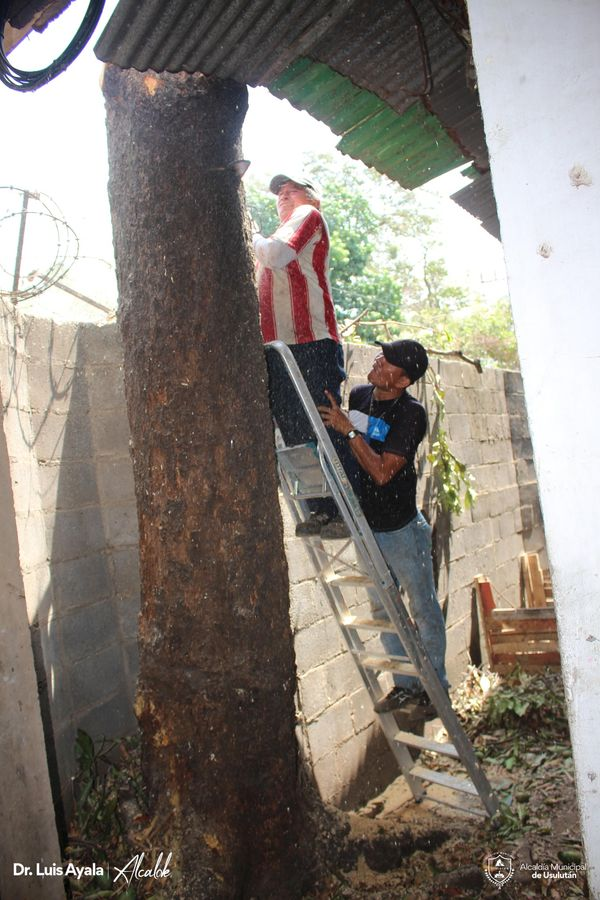 Dr. Luis Ayala Alcalde
Alcaldía Municipal
de Usulután